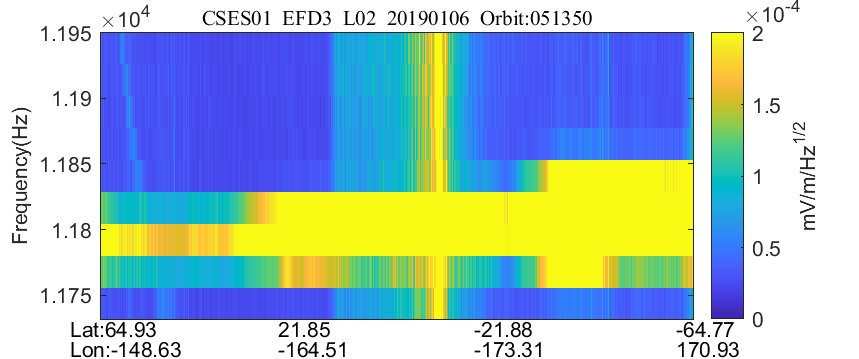 CSES01 EFD3 L02 20190106 Orbit:051350
×10⁴
×10⁻⁴
1.195
1.19
1.185
1.18
1.175
Frequency(Hz)
2
1.5
1
0.5
0
mV/m/Hz^1/2
Lat:64.93 21.85 -21.88 -64.77
Lon:-148.63 -164.51 -173.31 170.93